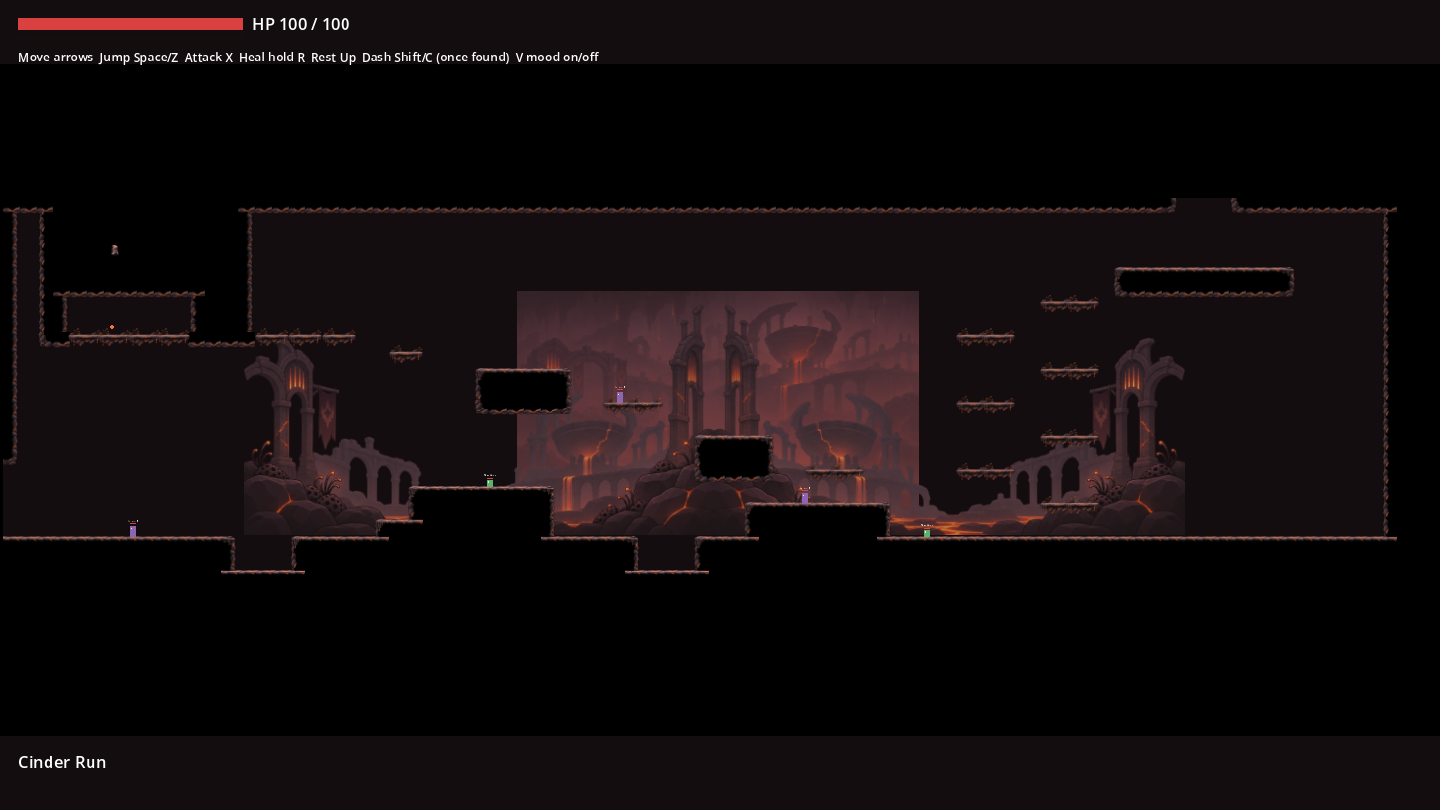 HP 100 / 100
Move arrows  Jump Space/Z  Attack X  Heal hold R  Rest Up  Dash Shift/C (once found)  V mood on/off
Cinder Run